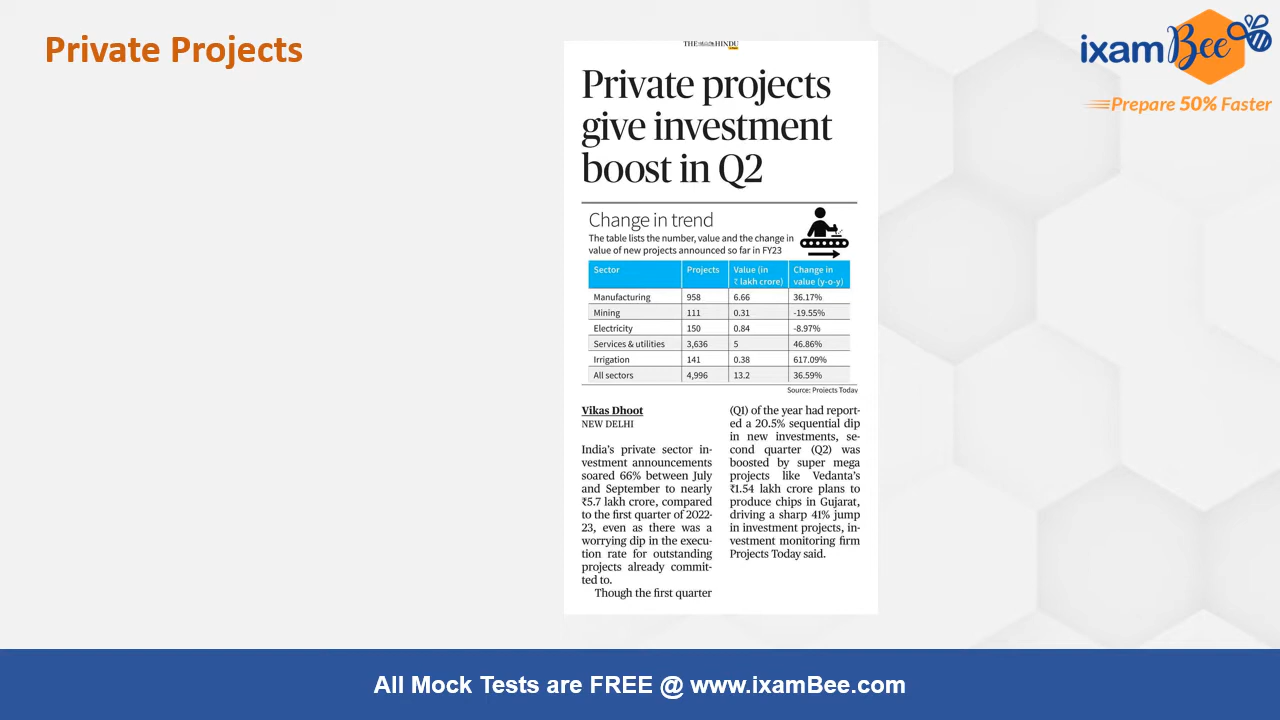 Private Projects
ixamBee
Prepare 50% Faster
THE HINDU
Private projects
give investment
boost in Q2
Change in trend
The table lists the number, value and the change in
value of new projects announced so far in FY23
Sector Projects Value (in ₹ lakh crore) Change in value (y-o-y)
Manufacturing 958 6.66 36.17%
Mining 111 0.31 -19.55%
Electricity 150 0.84 -8.97%
Services & utilities 3,636 5 46.86%
Irrigation 141 0.38 617.09%
All sectors 4,996 13.2 36.59%
Source: Projects Today
Vikas Dhoot
NEW DELHI
India's private sector in-
vestment announcements
soared 66% between July
and September to nearly
₹5.7 lakh crore, compared
to the first quarter of 2022-
23, even as there was a
worrying dip in the execu-
tion rate for outstanding
projects already commit-
ted to.
Though the first quarter
(Q1) of the year had report-
ed a 20.5% sequential dip
in new investments, se-
cond quarter (Q2) was
boosted by super mega
projects like Vedanta's
₹1.54 lakh crore plans to
produce chips in Gujarat,
driving a sharp 41% jump
in investment projects, in-
vestment monitoring firm
Projects Today said.
All Mock Tests are FREE @ www.ixamBee.com